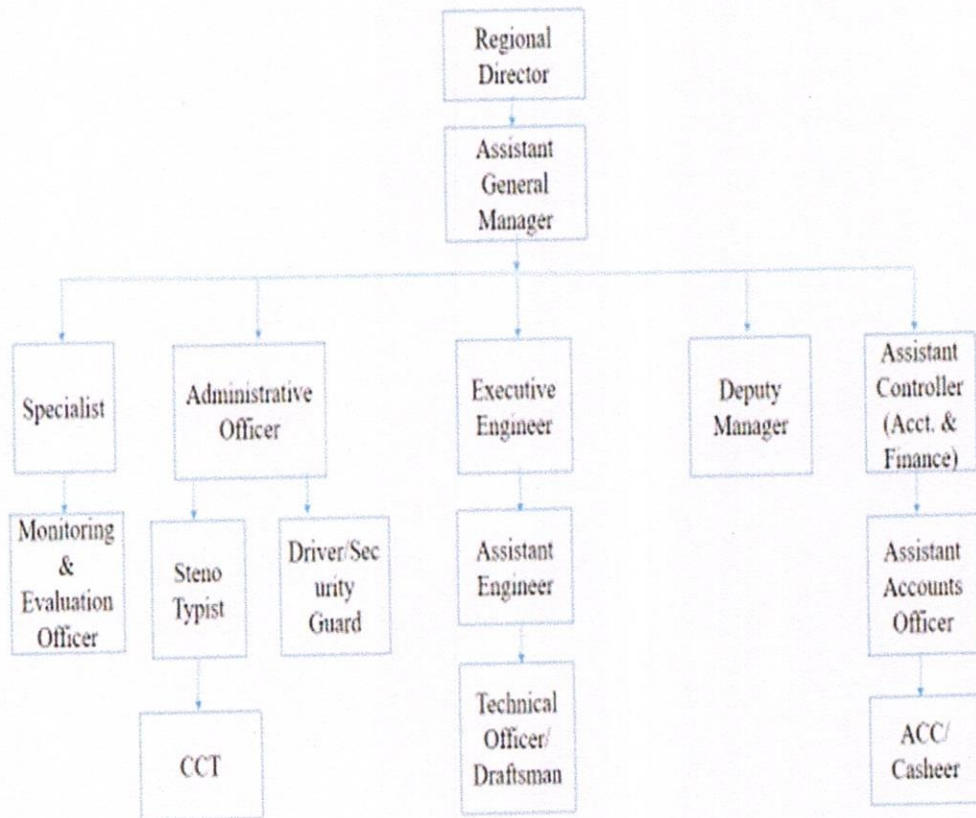 Regional
Director
Assistant
General
Manager
Specialist
Administrative
Officer
Executive
Engineer
Deputy
Manager
Assistant
Controller
(Acct. &
Finance)
Monitoring
&
Evaluation
Officer
Steno
Typist
Driver/Sec
urity
Guard
Assistant
Engineer
Assistant
Accounts
Officer
CCT
Technical
Officer/
Draftsman
ACC/
Casheer